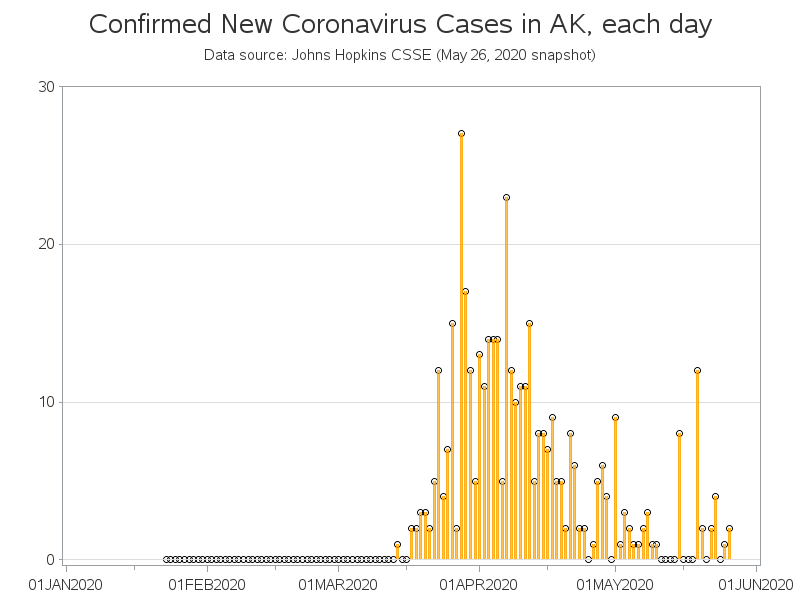 Confirmed New Coronavirus Cases in AK, each day
Data source: Johns Hopkins CSSE (May 26, 2020 snapshot)
30
20
10
0
01JAN2020 01FEB2020 01MAR2020 01APR2020 01MAY2020 01JUN2020